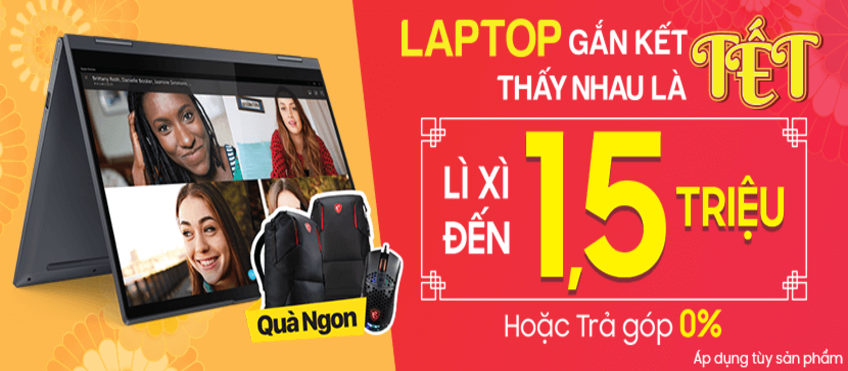 LAPTOP GẮN KẾT
THẤY NHAU LÀ TẾT
LÌ XÌ
ĐẾN
1,5 TRIỆU
Hoặc Trả góp 0%
Áp dụng tùy sản phẩm
Quà Ngon